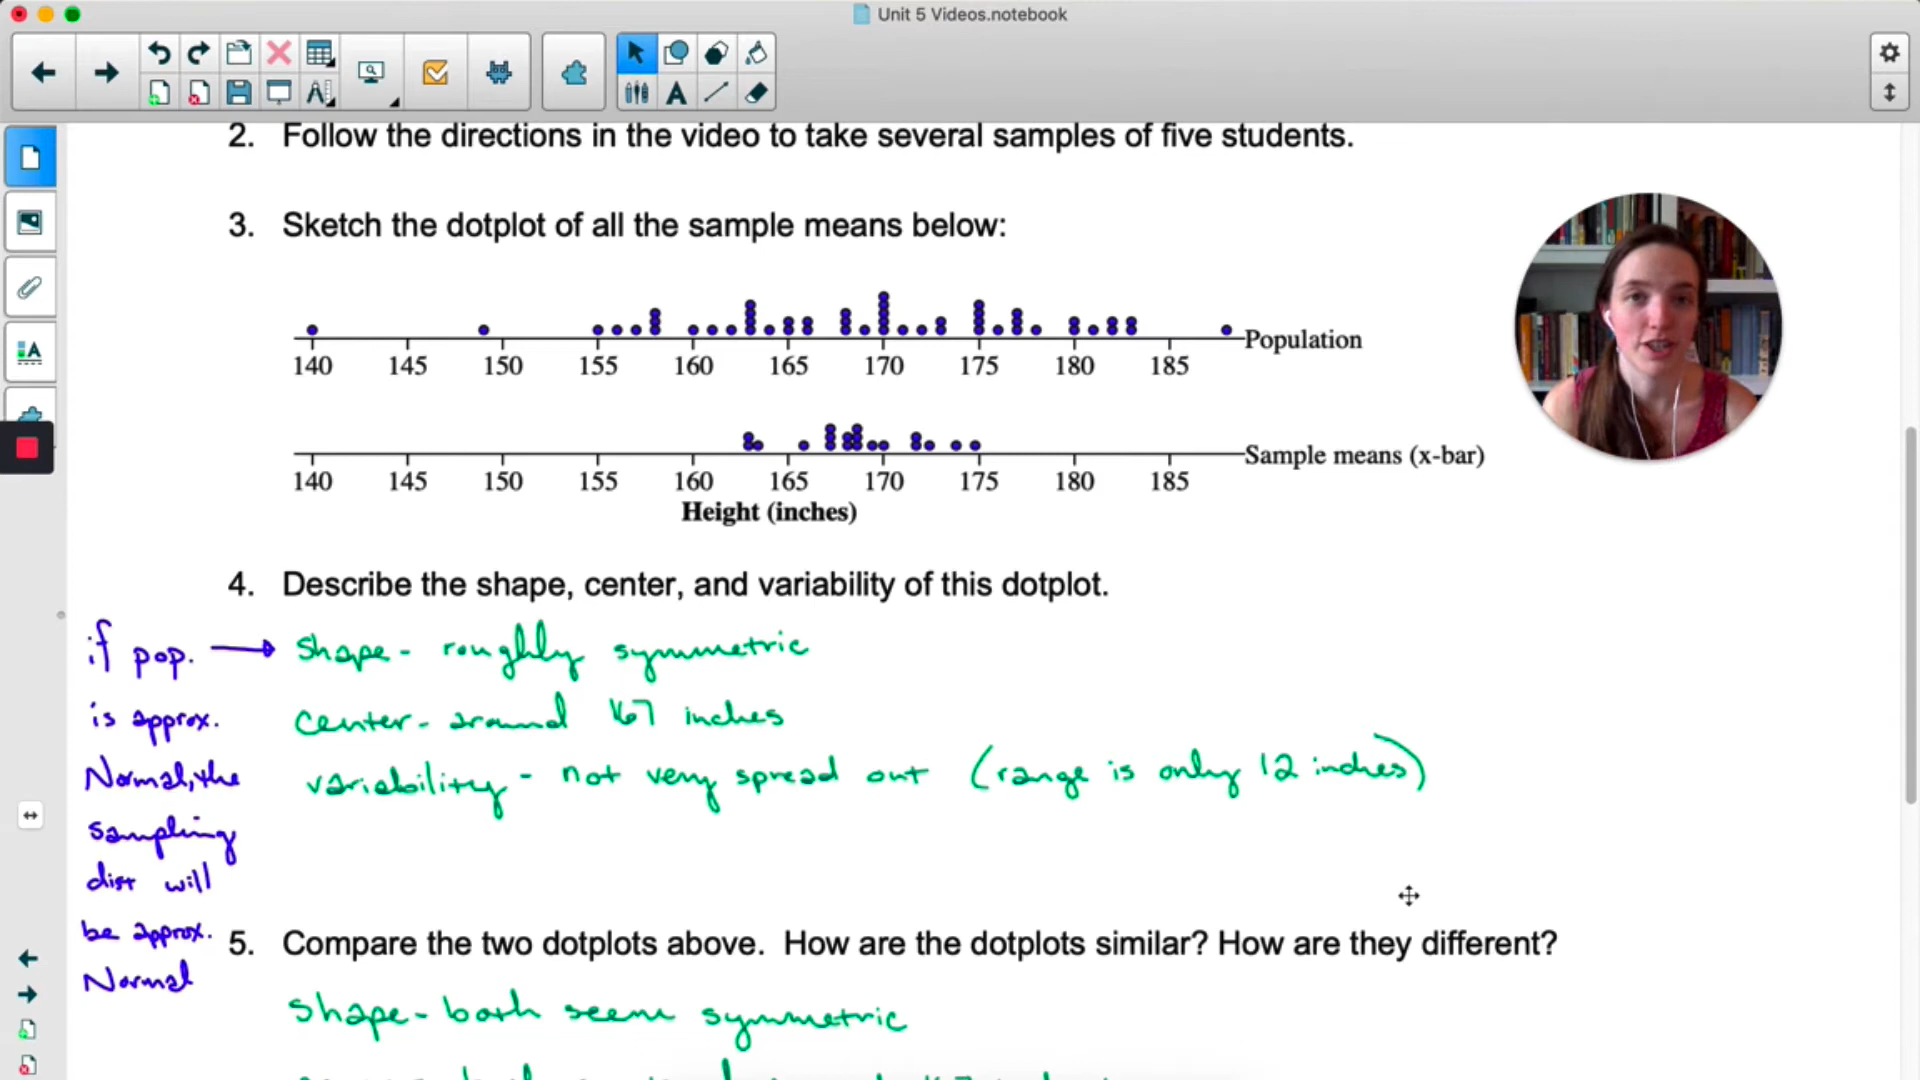 Unit 5 Videos.notebook
2. Follow the directions in the video to take several samples of five students.
3. Sketch the dotplot of all the sample means below:
Population
140 145 150 155 160 165 170 175 180 185
Sample means (x-bar)
140 145 150 155 160 165 170 175 180 185
Height (inches)
4. Describe the shape, center, and variability of this dotplot.
if pop. → shape - roughly symmetric
is approx. center - around 167 inches
Normal, the variability - not very spread out (range is only 12 inches)
sampling
dist will
be approx.
Normal
5. Compare the two dotplots above. How are the dotplots similar? How are they different?
shape - both seem symmetric